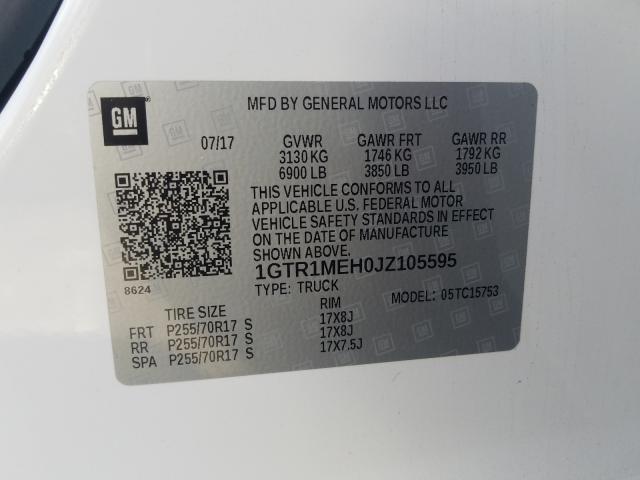 GM
MFD BY GENERAL MOTORS LLC
07/17 GVWR GAWR FRT GAWR RR
3130 KG 1746 KG 1792 KG
6900 LB 3850 LB 3950 LB
THIS VEHICLE CONFORMS TO ALL
APPLICABLE U.S. FEDERAL MOTOR
VEHICLE SAFETY STANDARDS IN EFFECT
ON THE DATE OF MANUFACTURE
SHOWN ABOVE.
1GTR1MEH0JZ105595
8624
TYPE: TRUCK MODEL: 05TC15753
TIRE SIZE RIM
FRT P255/70R17 S 17X8J
RR P255/70R17 S 17X8J
SPA P255/70R17 S 17X7.5J